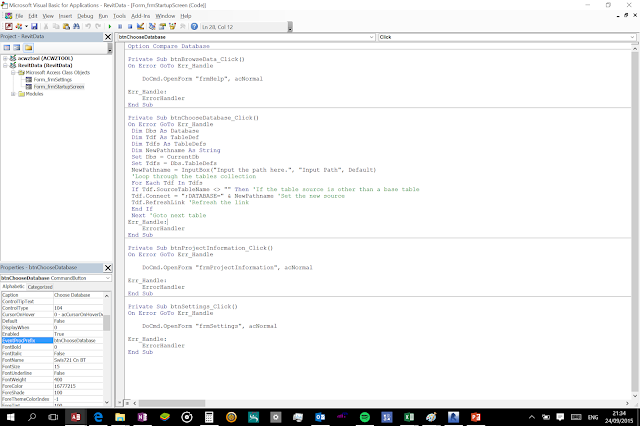 Microsoft Visual Basic for Applications - RevitData - [Form_frmStartupScreen (Code)]
File Edit View Insert Debug Run Tools Add-Ins Window Help
Ln 28, Col 12
Project - RevitData
acwztool (ACWZTOOL)
RevitData (RevitData)
Microsoft Access Class Objects
Form_frmSettings
Form_frmStartupScreen
Modules
btnChooseDatabase
Click
Option Compare Database
Private Sub btnBrowseData_Click()
On Error GoTo Err_Handle
DoCmd.OpenForm "frmHelp", acNormal
Err_Handle:
ErrorHandler
End Sub
Private Sub btnChooseDatabase_Click()
On Error GoTo Err_Handle
Dim Dbs As Database
Dim Tdf As TableDef
Dim Tdfs As TableDefs
Dim NewPathname As String
Set Dbs = CurrentDb
Set Tdfs = Dbs.TableDefs
NewPathname = InputBox("Input the path here.", "Input Path", Default)
'Loop through the tables collection
For Each Tdf In Tdfs
If Tdf.SourceTableName <> "" Then 'If the table source is other than a base table
Tdf.Connect = ";DATABASE=" & NewPathname 'Set the new source
Tdf.RefreshLink 'Refresh the link
End If
Next 'Goto next table
Err_Handle:
ErrorHandler
End Sub
Private Sub btnProjectInformation_Click()
On Error GoTo Err_Handle
DoCmd.OpenForm "frmProjectInformation", acNormal
Err_Handle:
ErrorHandler
End Sub
Private Sub btnSettings_Click()
On Error GoTo Err_Handle
DoCmd.OpenForm "frmSettings", acNormal
Err_Handle:
ErrorHandler
End Sub
Properties - btnChooseDatabase
btnChooseDatabase CommandButton
Alphabetic Categorized
Caption Choose Database
ControlTipText
ControlType 104
CursorOnHover 0 - acCursorOnHoverD
Default False
DisplayWhen 0
Enabled True
EventProcPrefix btnChooseDatabase
FontBold 0
FontItalic False
FontName Swis721 Cn BT
FontSize 15
FontUnderline False
FontWeight 400
ForeColor 16777215
ForeShade 100
ForeThemeColorIndex -1
ForeTint 100
21:34
24/09/2015